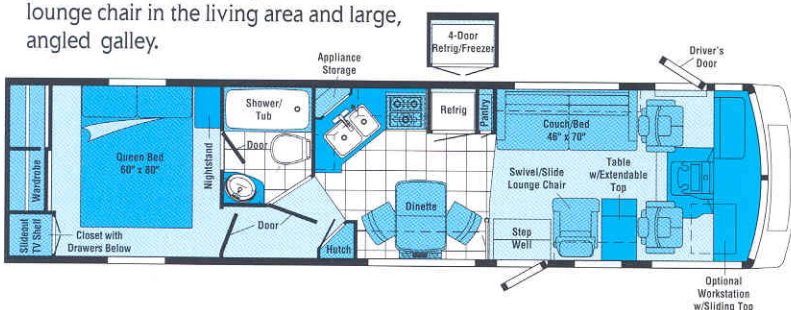 lounge chair in the living area and large,
angled galley.
4-Door
Refrig/Freezer
Driver's
Door
Appliance
Storage
Shower/
Tub
Refrig
Pantry
Couch/Bed
46" x 70"
Door
Queen Bed
60" x 80"
Nightstand
Wardrobe
Swivel/Slide
Lounge Chair
Table
w/Extendable
Top
Dinette
Slideout
TV Shelf
Closet with
Drawers Below
Door
Hutch
Step
Well
Optional
Workstation
w/Sliding Top